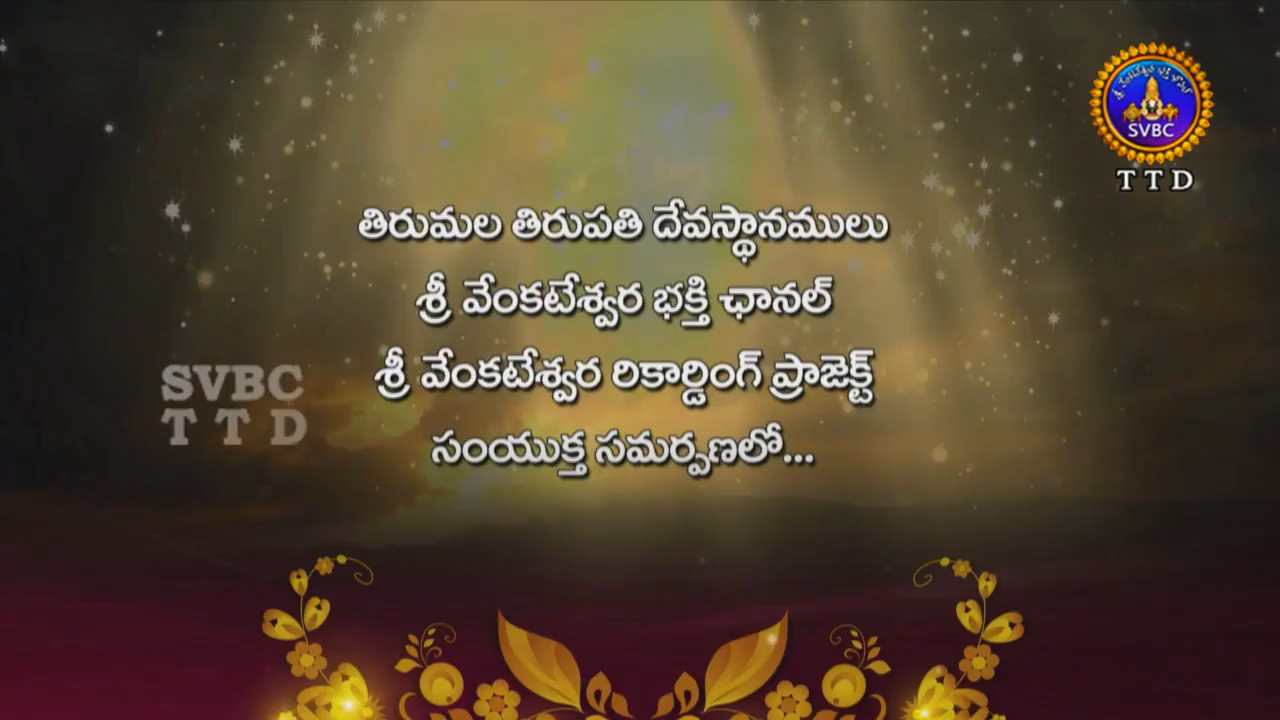 SVBC
TTD
తిరుమల తిరుపతి దేవస్థానములు
శ్రీ వేంకటేశ్వర భక్తి ఛానల్
శ్రీ వేంకటేశ్వర రికార్డింగ్ ప్రాజెక్ట్
సంయుక్త సమర్పణలో...
SVBC
TTD